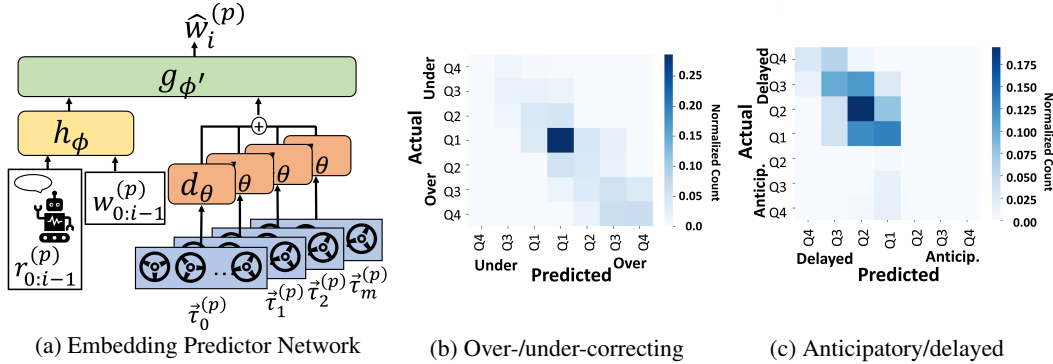 ŵ_i^(p)
g_ϕ′
h_ϕ
d_θ
θ
θ
θ
r_{0:i−1}^(p)
w_{0:i−1}^(p)
...
τ⃗_0^(p)
τ⃗_1^(p)
τ⃗_2^(p)
τ⃗_m^(p)
(a) Embedding Predictor Network
Actual
Under
Over
Q4
Q3
Q2
Q1
Q2
Q3
Q4
Q4
Q3
Q1
Q1
Q2
Q3
Q4
Under
Over
Predicted
0.25
0.20
0.15
0.10
0.05
0.0
Normalized Count
(b) Over-/under-correcting
Actual
Delayed
Anticip.
Q4
Q3
Q2
Q1
Q2
Q3
Q4
Q4
Q3
Q2
Q1
Q2
Q3
Q4
Delayed
Anticip.
Predicted
0.175
0.150
0.125
0.100
0.075
0.050
0.025
0.00
Normalized Count
(c) Anticipatory/delayed